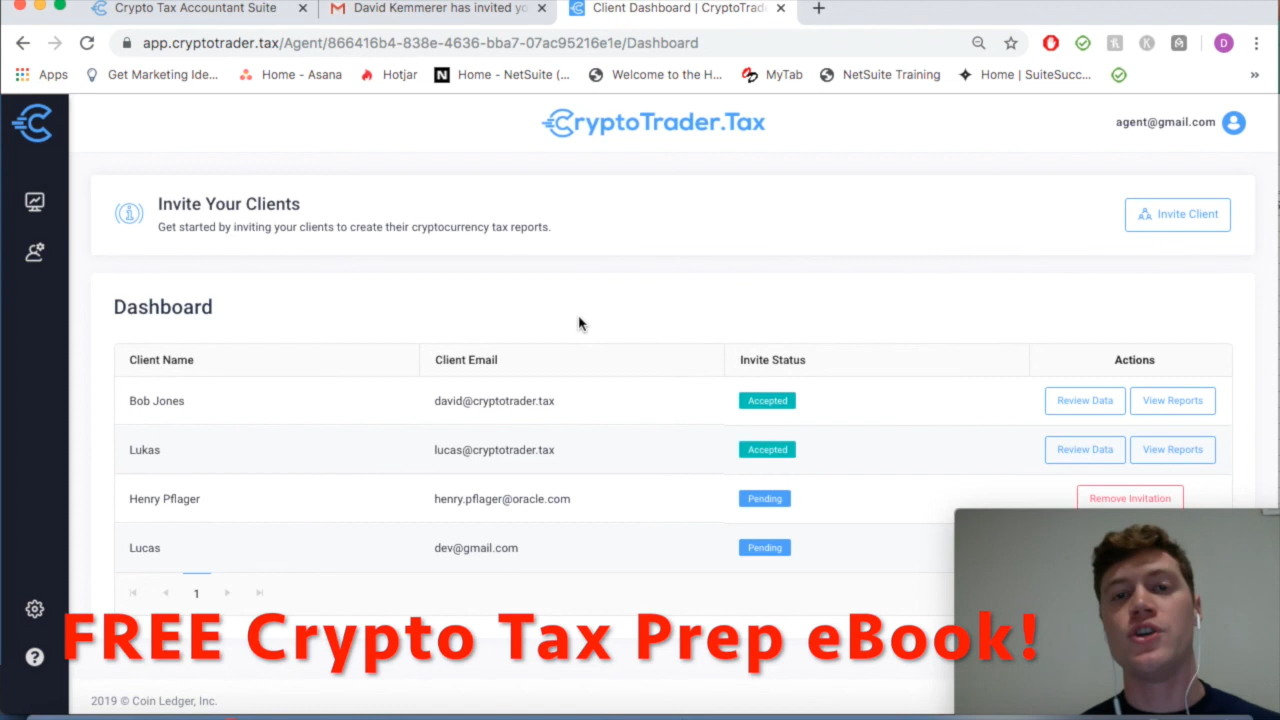 Crypto Tax Accountant Suite
David Kemmerer has invited yo
Client Dashboard | CryptoTrade
app.cryptotrader.tax/Agent/866416b4-838e-4636-bba7-07ac95216e1e/Dashboard
D
Apps
Get Marketing Ide...
Home - Asana
Hotjar
Home - NetSuite (...
Welcome to the H...
MyTab
NetSuite Training
Home | SuiteSucc...
CryptoTrader.Tax
agent@gmail.com
Invite Your Clients
Get started by inviting your clients to create their cryptocurrency tax reports.
Invite Client
Dashboard
Client Name Client Email Invite Status Actions
Bob Jones david@cryptotrader.tax Accepted Review Data View Reports
Lukas lucas@cryptotrader.tax Accepted Review Data View Reports
Henry Pflager henry.pflager@oracle.com Pending Remove Invitation
Lucas dev@gmail.com Pending
1
FREE Crypto Tax Prep eBook!
2019 © Coin Ledger, Inc.